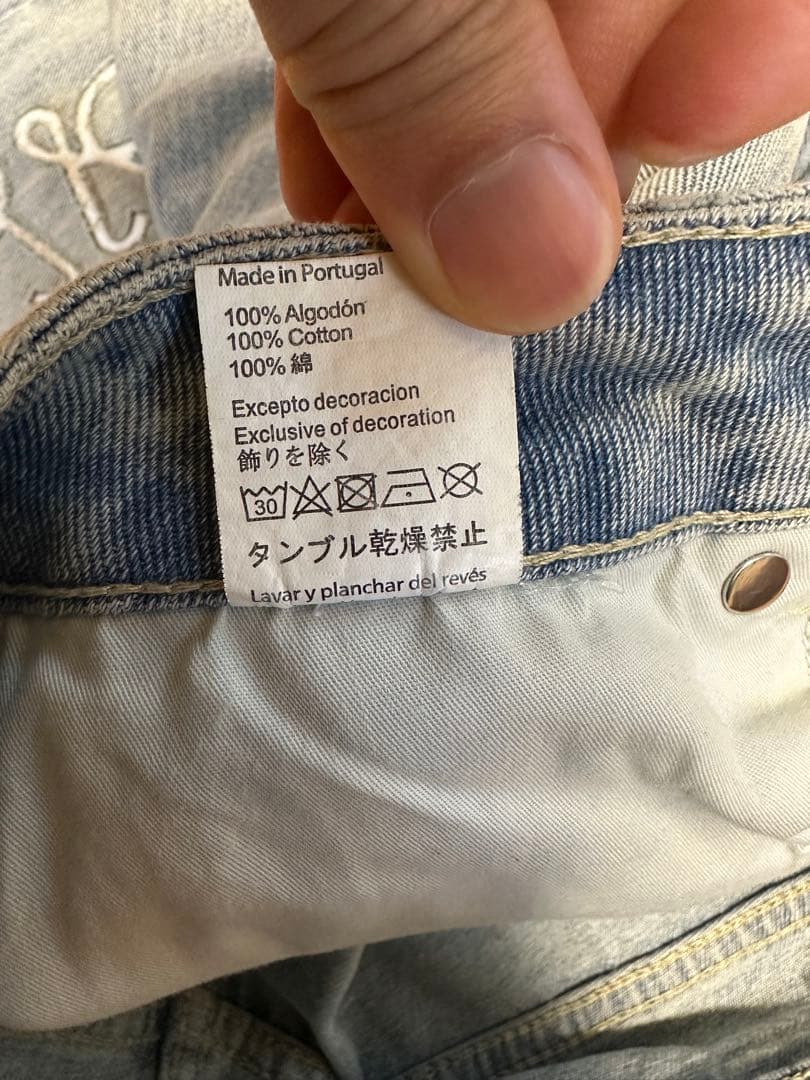 Made in Portugal
100% Algodón
100% Cotton
100% 綿
Excepto decoracion
Exclusive of decoration
飾りを除く
30
タンブル乾燥禁止
Lavar y planchar del revés